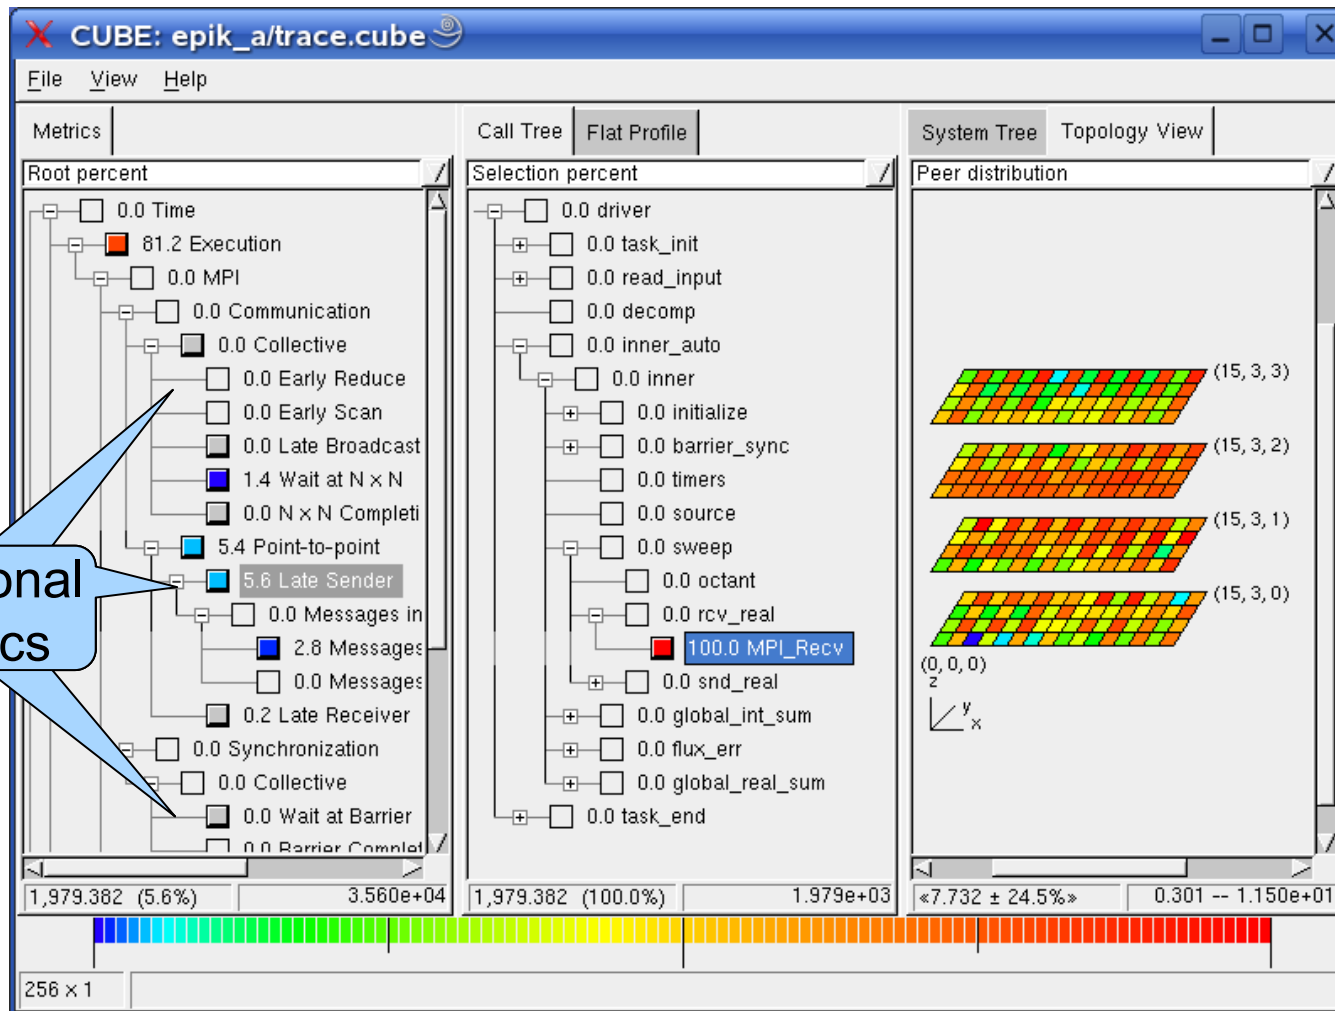 CUBE: epik_a/trace.cube
File View Help
Metrics
Call Tree Flat Profile
System Tree Topology View
Root percent
Selection percent
Peer distribution
0.0 Time
81.2 Execution
0.0 MPI
0.0 Communication
0.0 Collective
0.0 Early Reduce
0.0 Early Scan
0.0 Late Broadcast
1.4 Wait at N x N
0.0 N x N Completi
5.4 Point-to-point
5.6 Late Sender
0.0 Messages in
2.8 Messages
0.0 Messages
0.2 Late Receiver
0.0 Synchronization
0.0 Collective
0.0 Wait at Barrier
0.0 Barrier Complet
onal
cs
0.0 driver
0.0 task_init
0.0 read_input
0.0 decomp
0.0 inner_auto
0.0 inner
0.0 initialize
0.0 barrier_sync
0.0 timers
0.0 source
0.0 sweep
0.0 octant
0.0 rcv_real
100.0 MPI_Recv
0.0 snd_real
0.0 global_int_sum
0.0 flux_err
0.0 global_real_sum
0.0 task_end
(15, 3, 3)
(15, 3, 2)
(15, 3, 1)
(15, 3, 0)
(0, 0, 0)
z
y
x
1,979.382 (5.6%) 3.560e+04
1,979.382 (100.0%) 1.979e+03
«7.732 ± 24.5%» 0.301 -- 1.150e+01
256 x 1